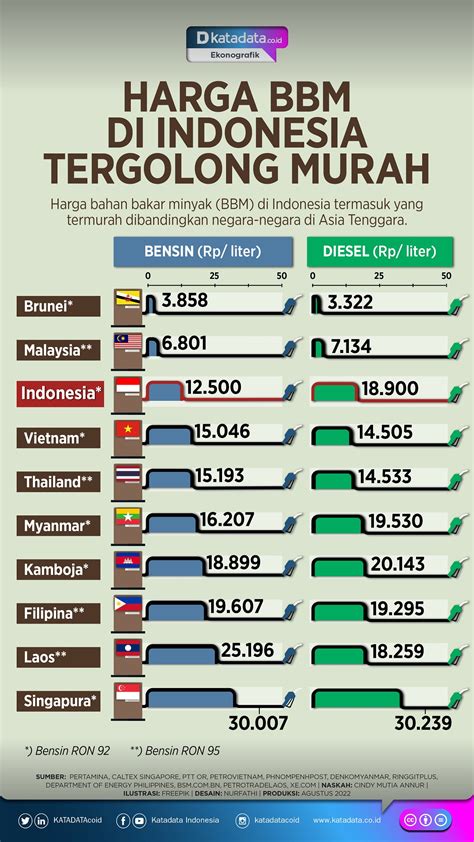 Dkatadata.co.id
Ekonografik
HARGA BBM
DI INDONESIA
TERGOLONG MURAH
Harga bahan bakar minyak (BBM) di Indonesia termasuk yang
termurah dibandingkan negara-negara di Asia Tenggara.
BENSIN (Rp/ liter) DIESEL (Rp/ liter)
0 25 50 0 25 50
Brunei* 3.858 3.322
Malaysia** 6.801 7.134
Indonesia* 12.500 18.900
Vietnam* 15.046 14.505
Thailand** 15.193 14.533
Myanmar* 16.207 19.530
Kamboja* 18.899 20.143
Filipina** 19.607 19.295
Laos** 25.196 18.259
Singapura* 30.007 30.239
*) Bensin RON 92 **) Bensin RON 95
SUMBER: PERTAMINA, CALTEX SINGAPORE, PTT OR, PETROVIETNAM, PHNOMPENHPOST, DENKOMYANMAR, RINGGITPLUS,
DEPARTMENT OF ENERGY PHILIPPINES, BSM.COM.BN, PETROTRADELAOS, XE.COM | NASKAH: CINDY MUTIA ANNUR |
ILUSTRASI: FREEPIK | DESAIN: NURFATHI | PRODUKSI: AGUSTUS 2022
KATADATAcoid Katadata Indonesia katadatacoid www.katadata.co.id